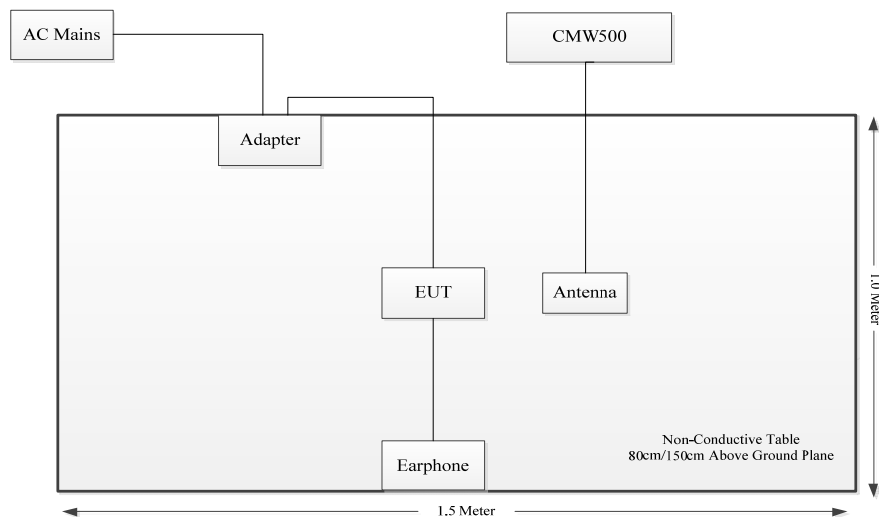 AC Mains
CMW500
Adapter
EUT
Antenna
1.0 Meter
Non-Conductive Table
80cm/150cm Above Ground Plane
Earphone
1.5 Meter